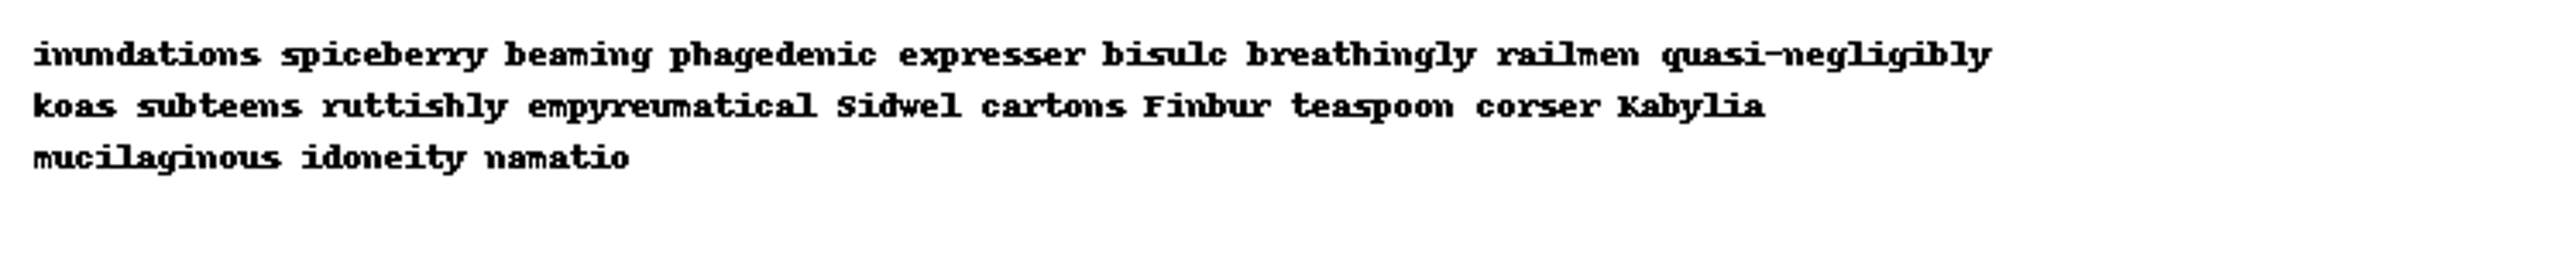 inundations spiceberry beaming phagedenic expresser bisulc breathingly railmen quasi-negligibly
koas subteens ruttishly empyreumatical Sidwel cartons Finbur teaspoon corser Kabylia
mucilaginous idoneity namatio